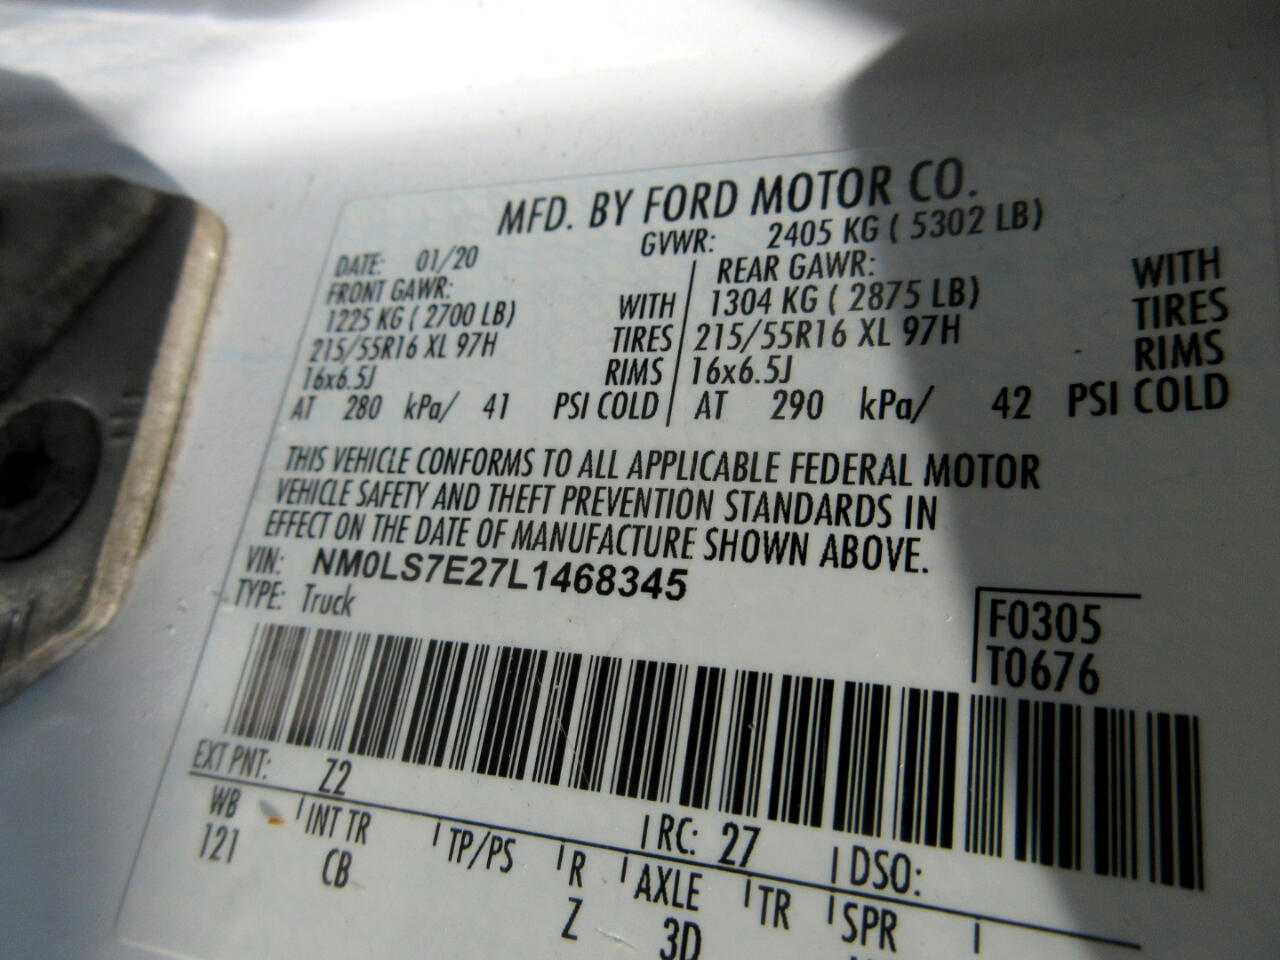 MFD. BY FORD MOTOR CO.
DATE: 01/20 GVWR: 2405 KG ( 5302 LB)
FRONT GAWR: REAR GAWR:
1225 KG ( 2700 LB) WITH 1304 KG ( 2875 LB) WITH
215/55R16 XL 97H TIRES 215/55R16 XL 97H TIRES
16x6.5J RIMS 16x6.5J RIMS
AT 280 kPa/ 41 PSI COLD AT 290 kPa/ 42 PSI COLD
THIS VEHICLE CONFORMS TO ALL APPLICABLE FEDERAL MOTOR
VEHICLE SAFETY AND THEFT PREVENTION STANDARDS IN
EFFECT ON THE DATE OF MANUFACTURE SHOWN ABOVE.
VIN: NM0LS7E27L1468345
TYPE: Truck
F0305
T0676
EXT PNT: Z2 RC: 27 DSO:
WB INT TR TP/PS R AXLE TR SPR
121 CB Z 3D